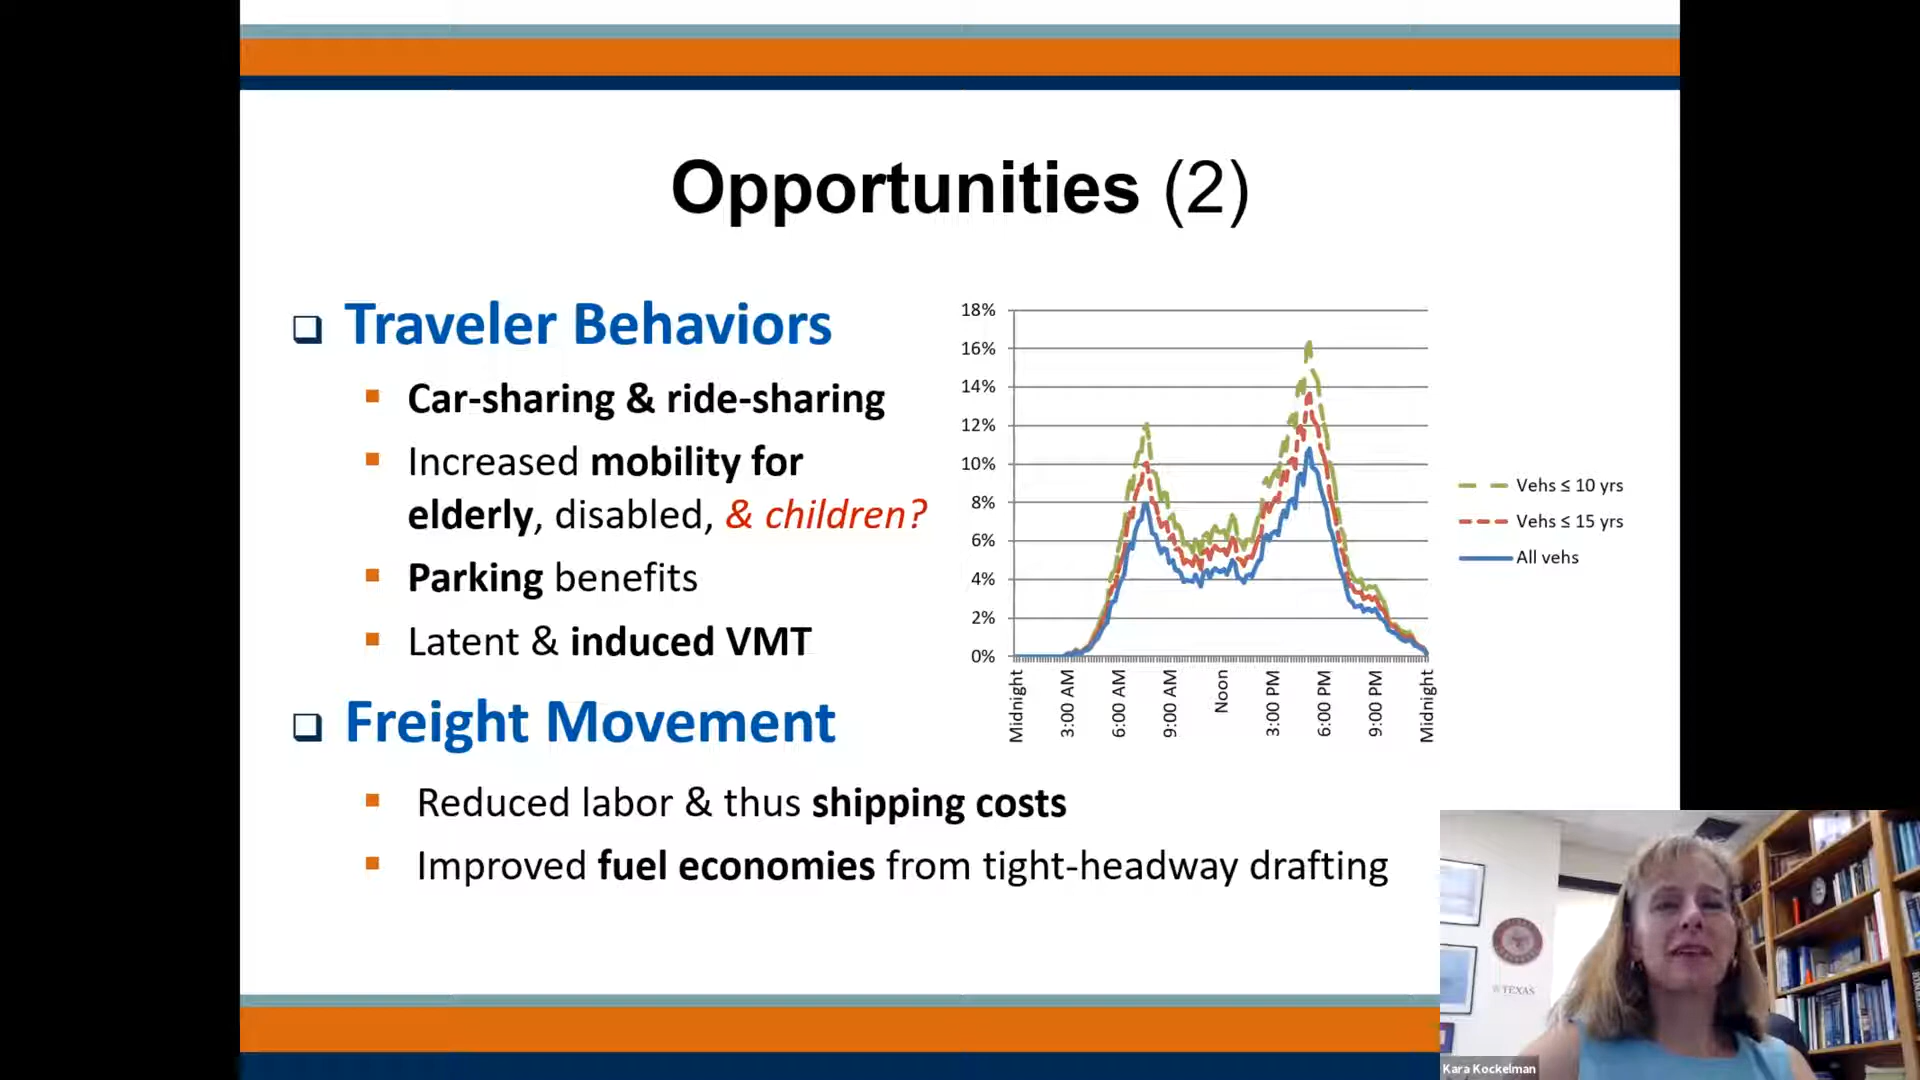 Opportunities (2)
Traveler Behaviors
Car-sharing & ride-sharing
Increased mobility for
elderly, disabled, & children?
Parking benefits
Latent & induced VMT
Freight Movement
Reduced labor & thus shipping costs
Improved fuel economies from tight-headway drafting
18%
16%
14%
12%
10%
8%
6%
4%
2%
0%
Midnight
3:00 AM
6:00 AM
9:00 AM
Noon
3:00 PM
6:00 PM
9:00 PM
Midnight
Vehs ≤ 10 yrs
Vehs ≤ 15 yrs
All vehs
TEXAS
Kara Kockelman